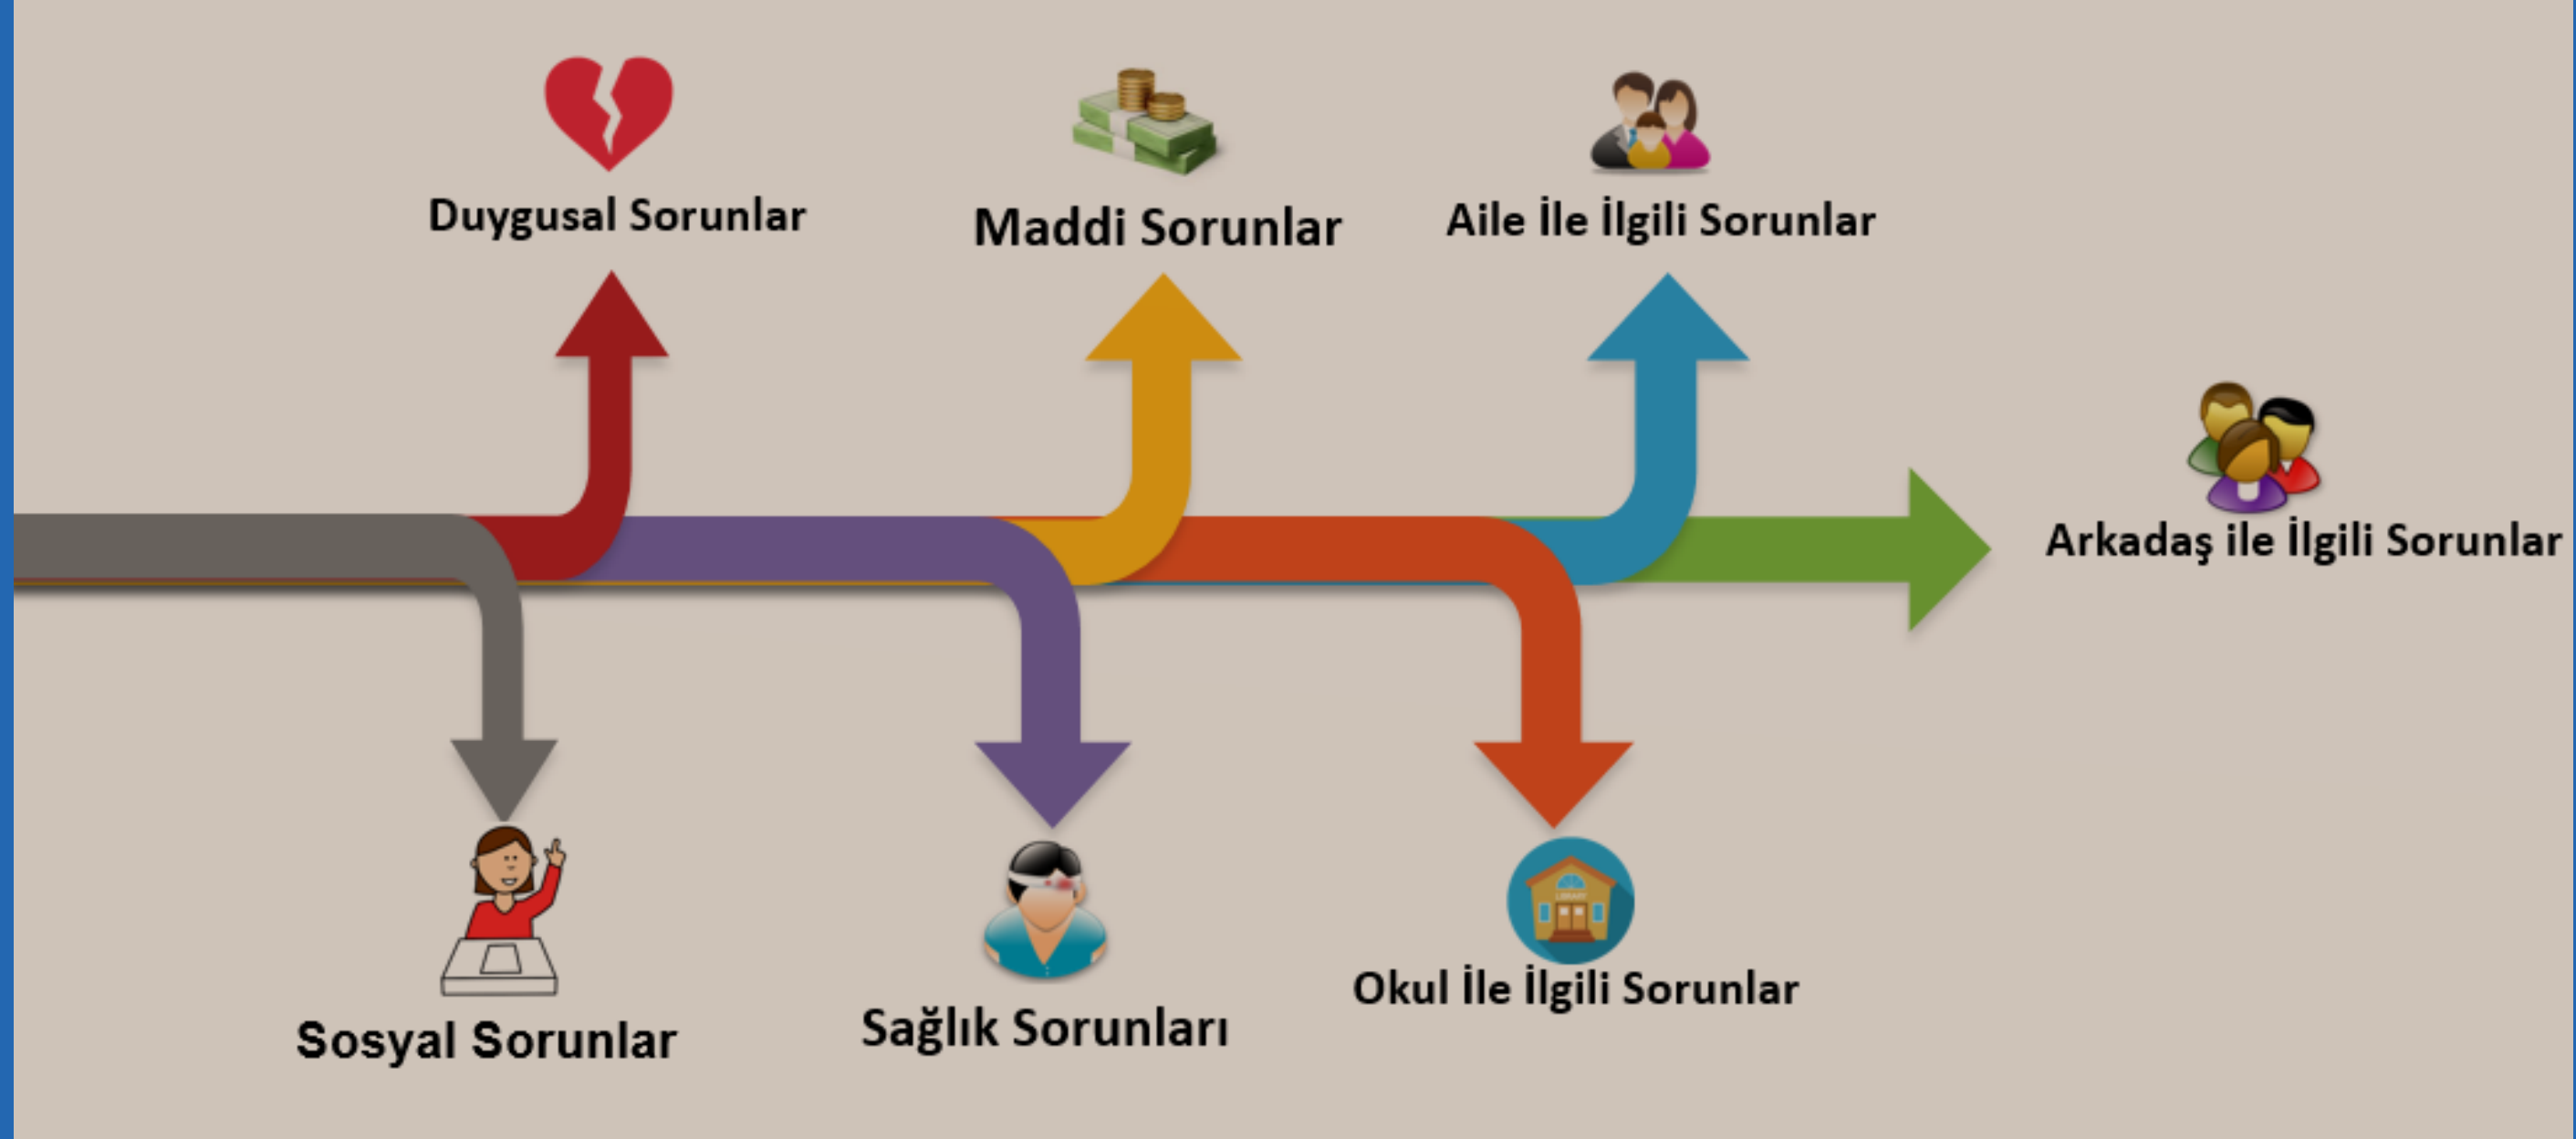 Duygusal Sorunlar
Maddi Sorunlar
Aile İle İlgili Sorunlar
Arkadaş ile İlgili Sorunlar
Sosyal Sorunlar
Sağlık Sorunları
Okul İle İlgili Sorunlar